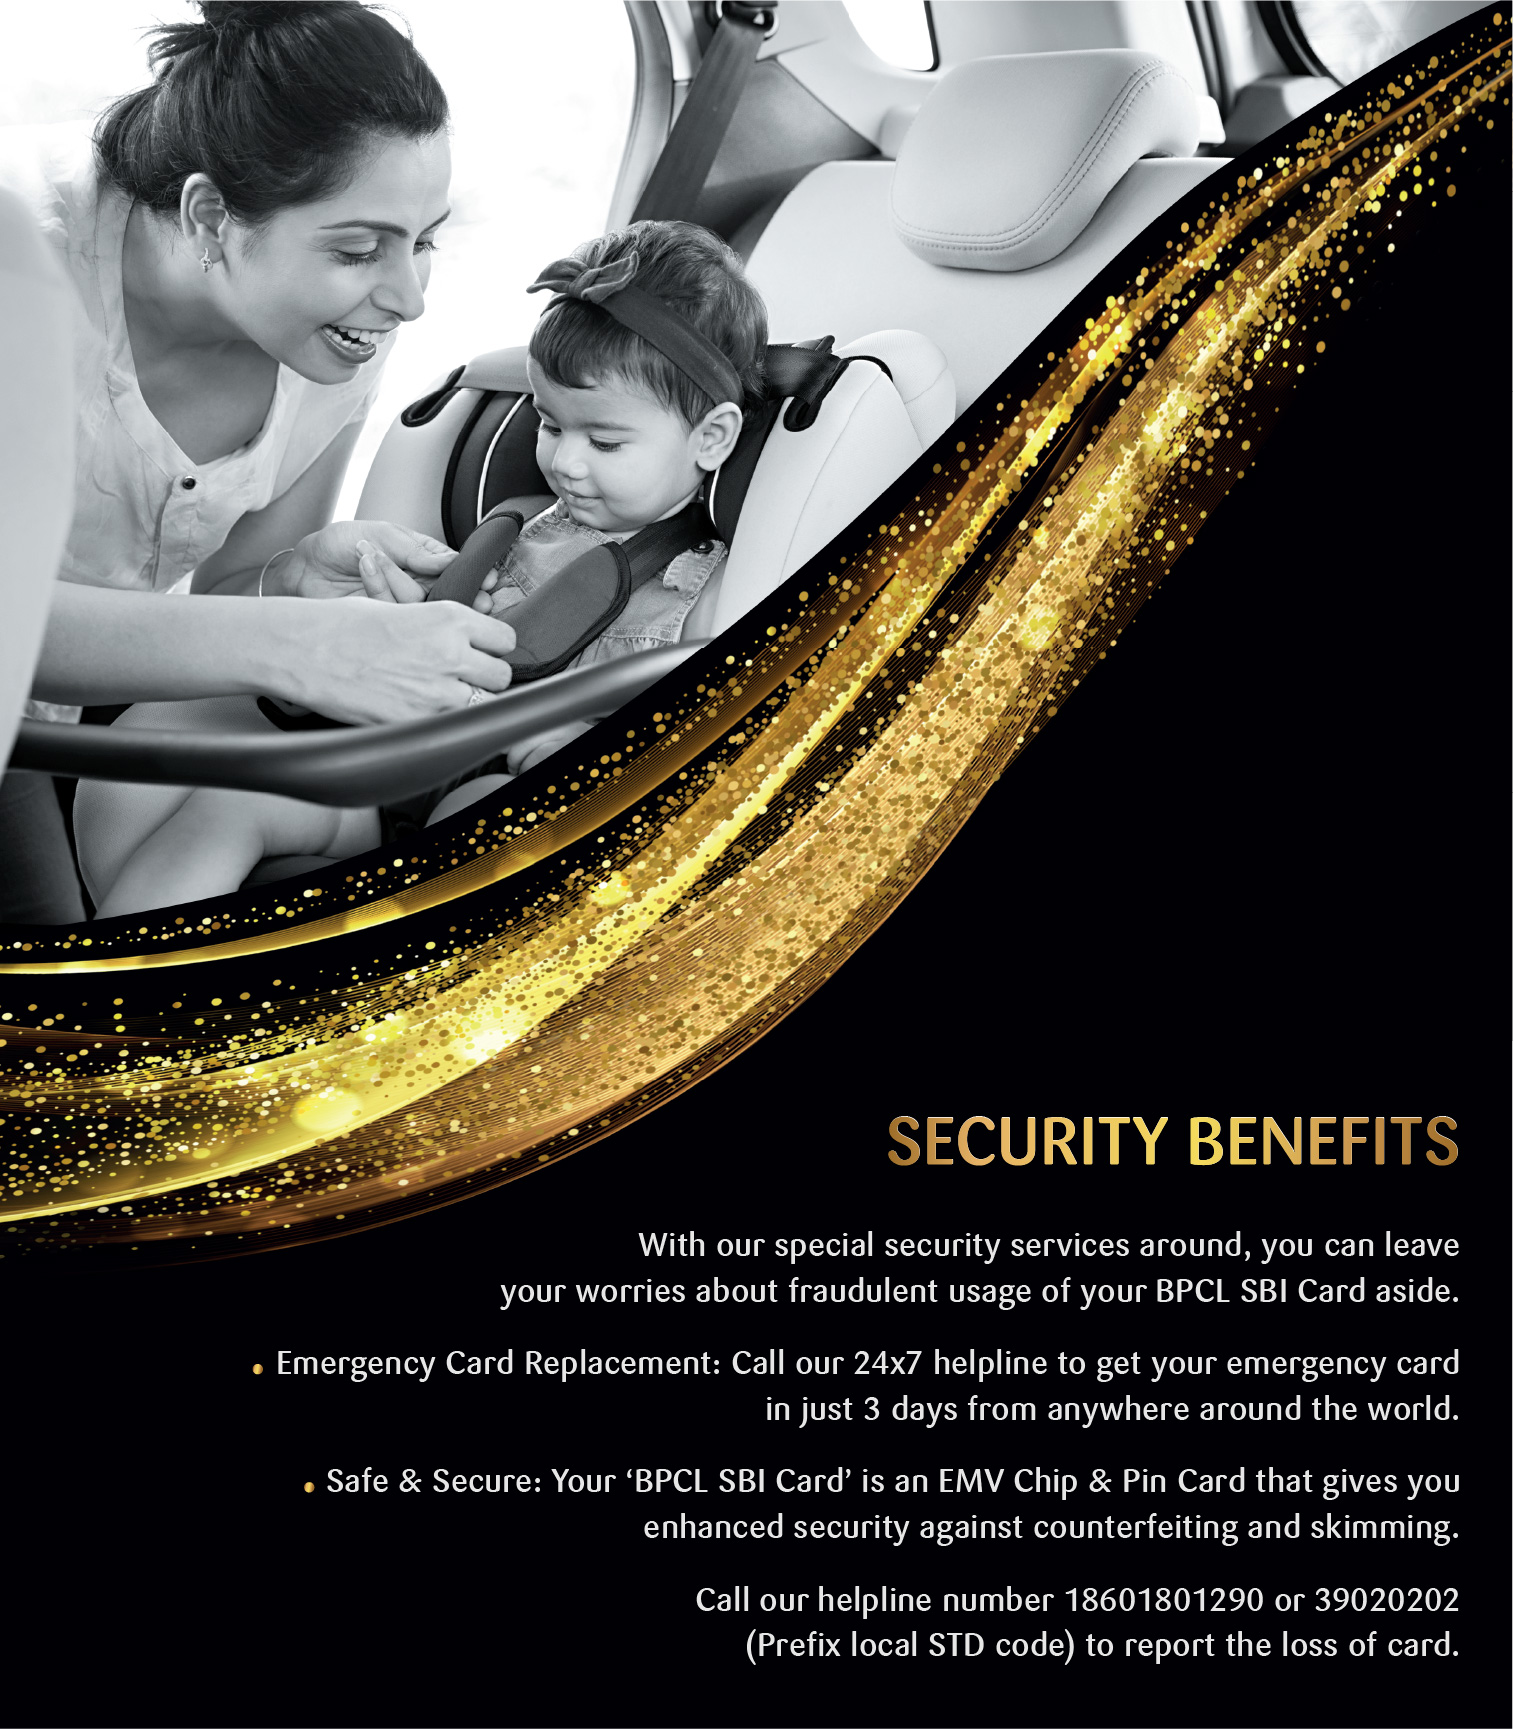 SECURITY BENEFITS
With our special security services around, you can leave
your worries about fraudulent usage of your BPCL SBI Card aside.
• Emergency Card Replacement: Call our 24x7 helpline to get your emergency card
in just 3 days from anywhere around the world.
• Safe & Secure: Your ‘BPCL SBI Card’ is an EMV Chip & Pin Card that gives you
enhanced security against counterfeiting and skimming.
Call our helpline number 18601801290 or 39020202
(Prefix local STD code) to report the loss of card.